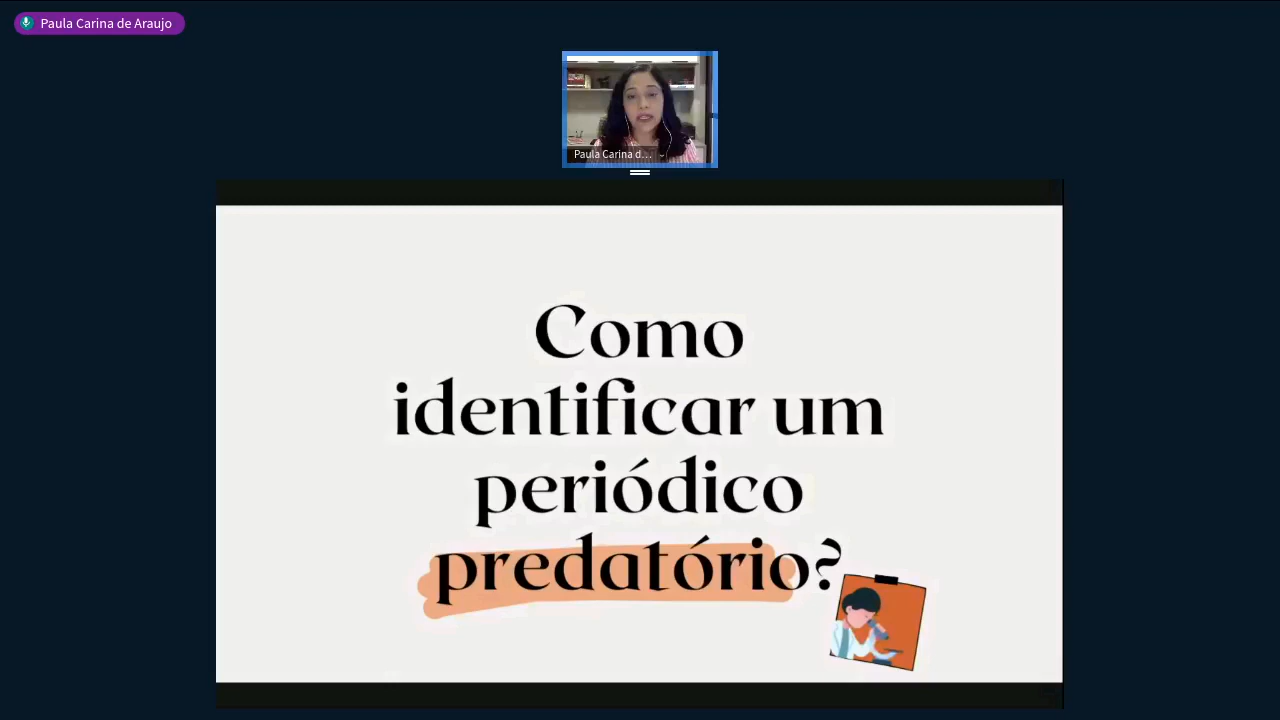 Paula Carina de Araujo
Paula Carina d...
Como
identificar um
periódico
predatório?